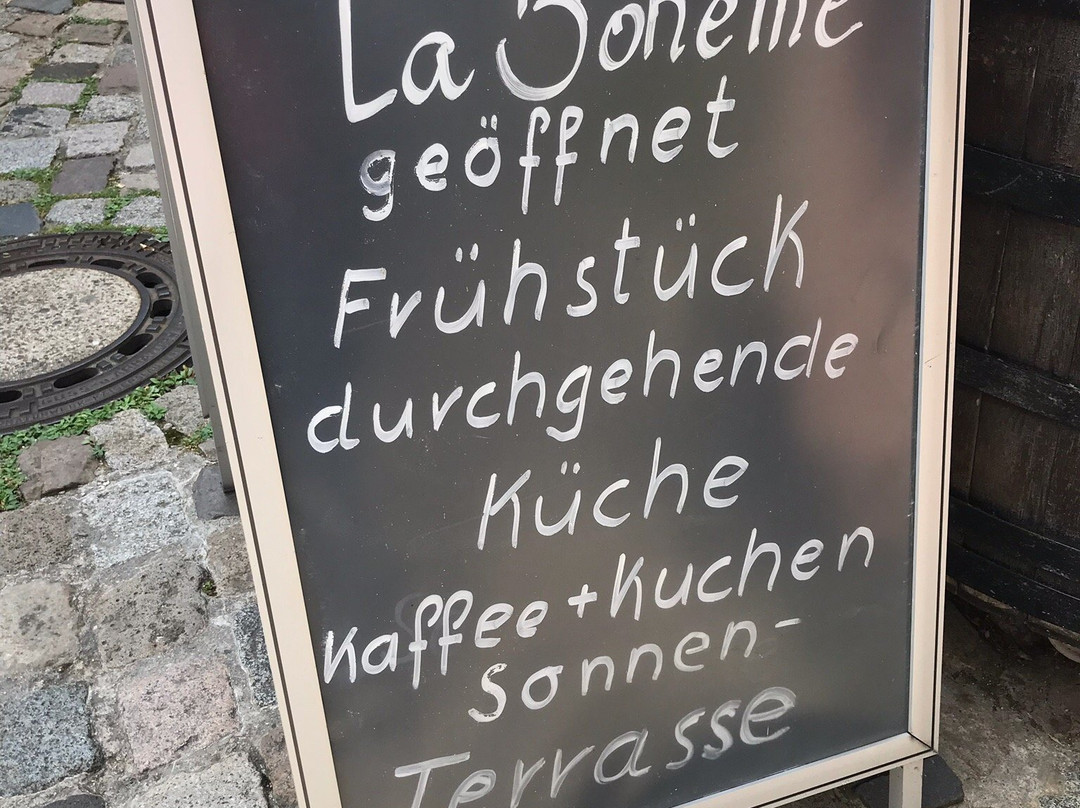 La Boheme
geöffnet
Frühstück
durchgehende
Küche
Kaffee + Kuchen
Sonnen-
Terrasse